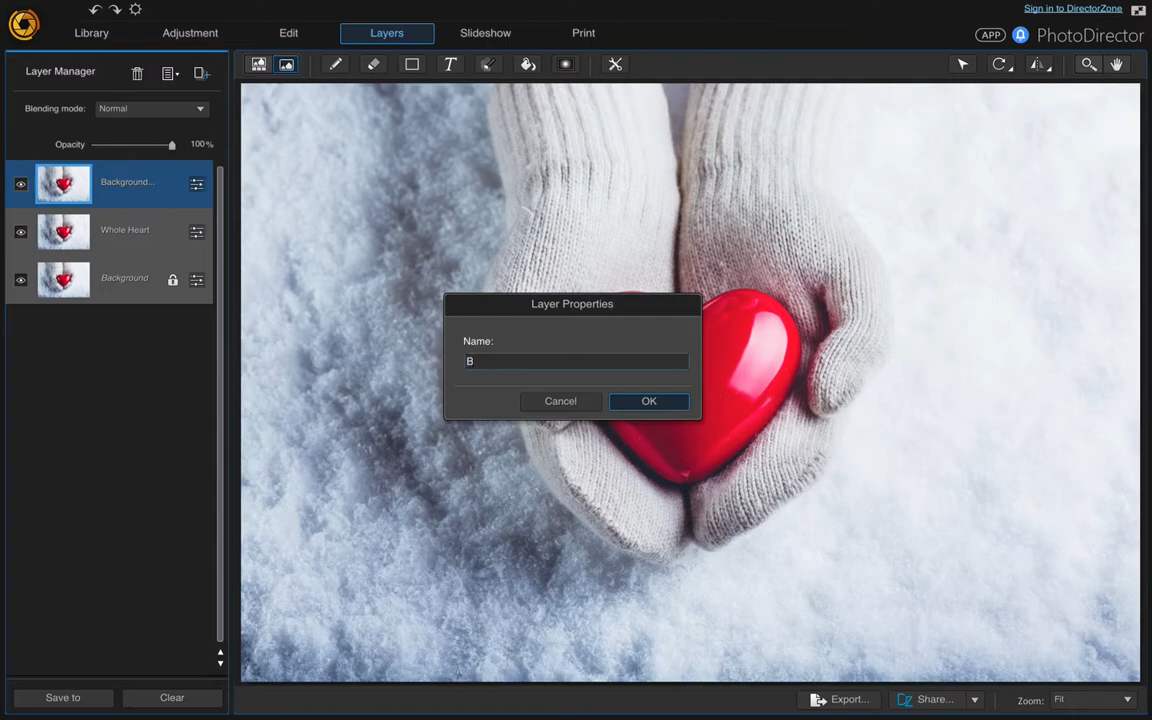 Sign in to DirectorZone
Library
Adjustment
Edit
Layers
Slideshow
Print
APP
PhotoDirector
Layer Manager
Blending mode: Normal
Opacity 100%
Background...
Whole Heart
Background
Layer Properties
Name:
B
Cancel
OK
Save to
Clear
Export...
Share...
Zoom: Fit